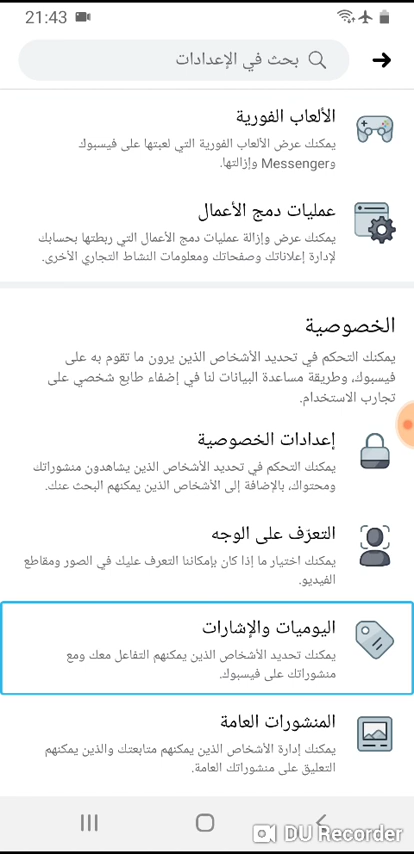 21:43
بحث في الإعدادات
الألعاب الفورية
يمكنك عرض الألعاب الفورية التي لعبتها على فيسبوك
وMessenger وإزالتها.
عمليات دمج الأعمال
يمكنك عرض وإزالة عمليات دمج الأعمال التي ربطتها بحسابك
لإدارة إعلاناتك وصفحاتك ومعلومات النشاط التجاري الأخرى.
الخصوصية
يمكنك التحكم في تحديد الأشخاص الذين يرون ما تقوم به على
فيسبوك، وطريقة مساعدة البيانات لنا في إضفاء طابع شخصي على
تجارب الاستخدام.
إعدادات الخصوصية
يمكنك التحكم في تحديد الأشخاص الذين يشاهدون منشوراتك
ومحتواك، بالإضافة إلى الأشخاص الذين يمكنهم البحث عنك.
التعرّف على الوجه
يمكنك اختيار ما إذا كان بإمكاننا التعرف عليك في الصور ومقاطع
الفيديو.
اليوميات والإشارات
يمكنك تحديد الأشخاص الذين يمكنهم التفاعل معك ومع
منشوراتك على فيسبوك.
المنشورات العامة
يمكنك إدارة الأشخاص الذين يمكنهم متابعتك والذين يمكنهم
التعليق على منشوراتك العامة.
DU Recorder